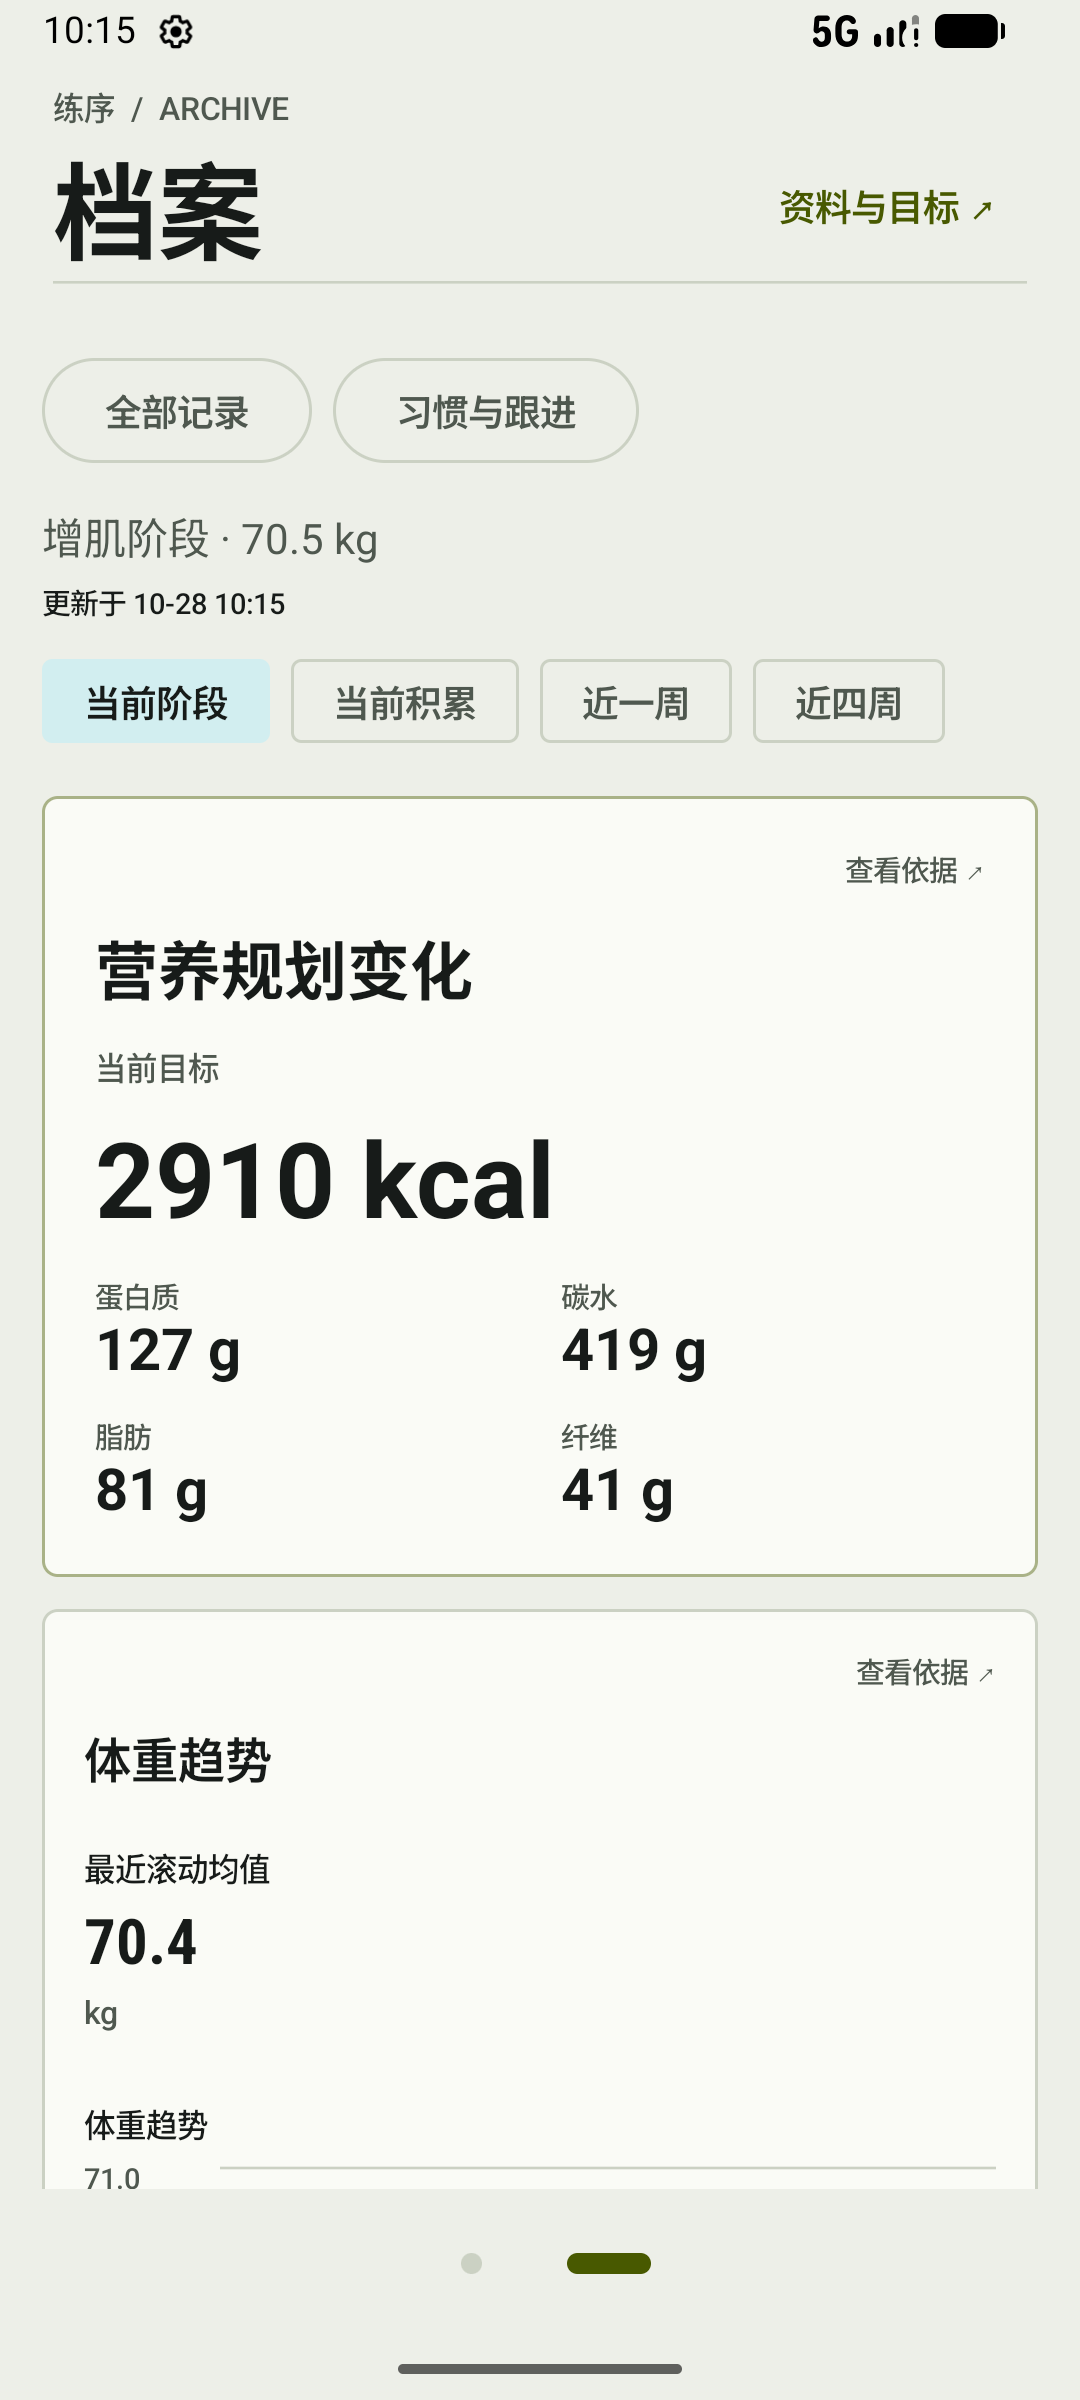 10:15
5G
练序 / ARCHIVE
档案
资料与目标 ↗
全部记录
习惯与跟进
增肌阶段 · 70.5 kg
更新于 10-28 10:15
当前阶段
当前积累
近一周
近四周
查看依据 ↗
营养规划变化
当前目标
2910 kcal
蛋白质
碳水
127 g
419 g
脂肪
纤维
81 g
41 g
查看依据 ↗
体重趋势
最近滚动均值
70.4
kg
体重趋势
71.0